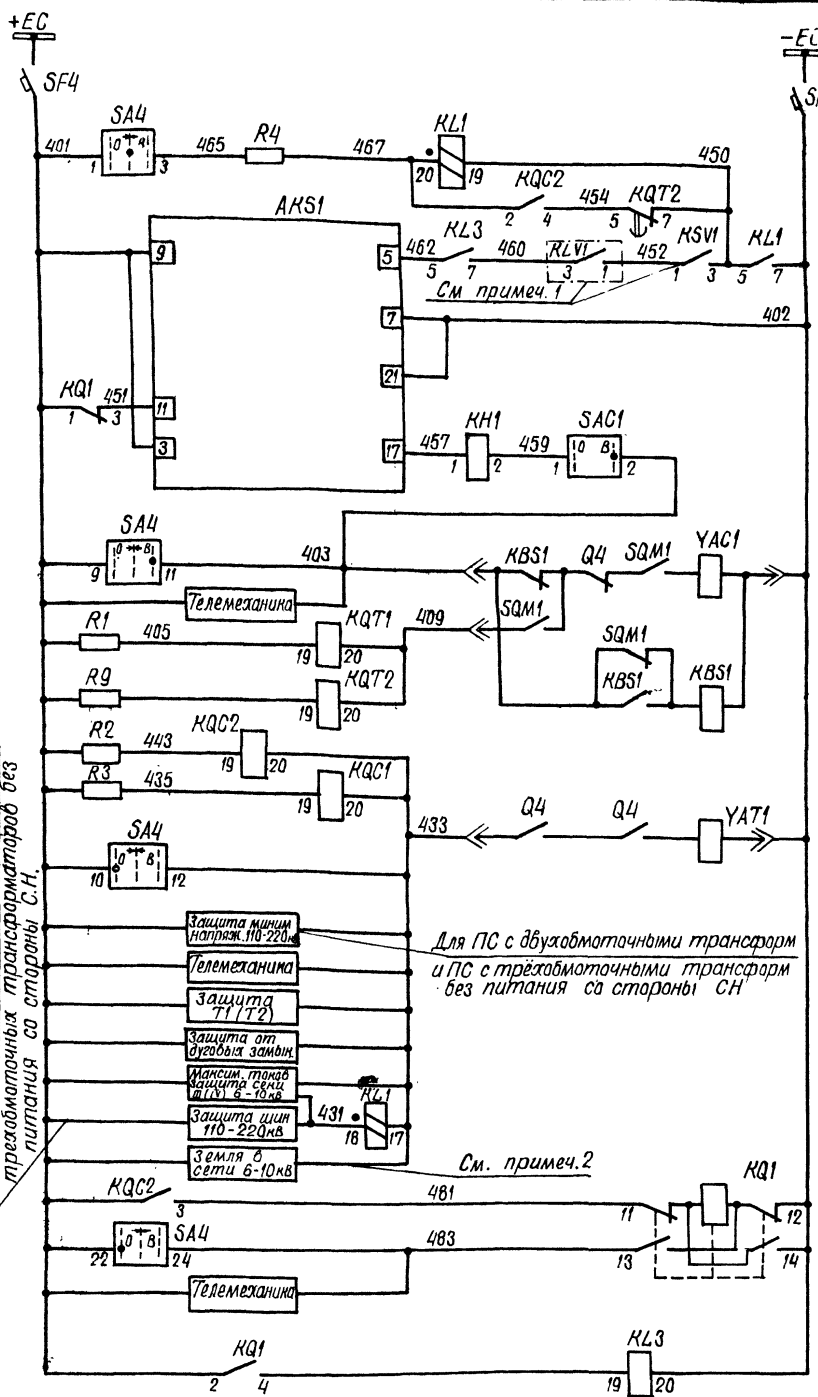 +EC
-EC
SF4
SA4
401
1
3
465
R4
467
KL1
20
19
450
KQC2
2
4
454
KQT2
5
7
AKS1
9
5
462
KL3
5
7
460
KLV1
3
1
452
KSV1
1
3
KL1
5
7
См примеч. 1
7
402
21
KQ1
1
3
451
11
3
17
457
KH1
1
2
459
SAC1
O
B
1
2
SA4
O
B
9
11
403
KBS1
Q4
SQM1
YAC1
Телемеханика
R1
405
KQT1
19
20
409
SQM1
KQT2
R9
19
20
SQM1
KBS1
KBS1
R2
443
KQC2
19
20
R3
435
KQC1
19
20
433
Q4
Q4
YAT1
SA4
O
B
10
12
трехобмоточных трансформаторов без
питания со стороны С.Н.
Защита миним
напряж. 110-220кв
Для ПС с двухобмоточными трансформ
и ПС с трёхобмоточными трансформ
без питания со стороны СН
Телемеханика
Защита
Т1 (Т2)
Защита от
дуговых замык.
Максим. токов
защита секц
6-10кв
Защита шин
110-220кв
431
KL1
18
17
Земля в
сети 6-10кв
См. примеч. 2
KQC2
3
481
11
KQ1
12
SA4
O
B
22
24
483
13
14
Телемеханика
KQ1
2
4
KL3
19
20